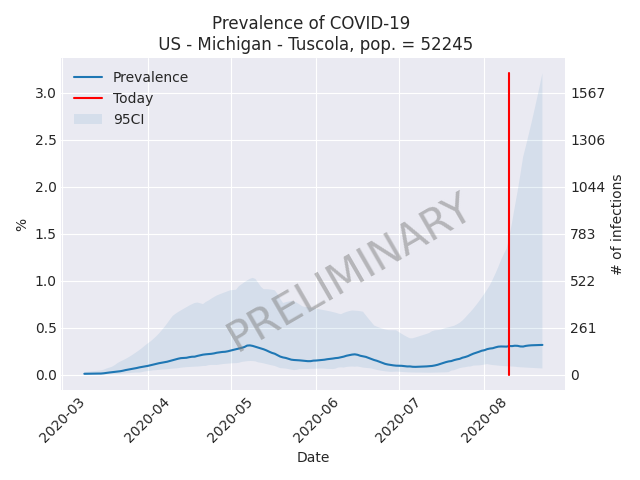 Prevalence of COVID-19
US - Michigan - Tuscola, pop. = 52245
Prevalence
Today
95CI
PRELIMINARY
%
3.0
2.5
2.0
1.5
1.0
0.5
0.0
1567
1306
1044
783
522
261
0
# of infections
2020-03
2020-04
2020-05
2020-06
2020-07
2020-08
Date